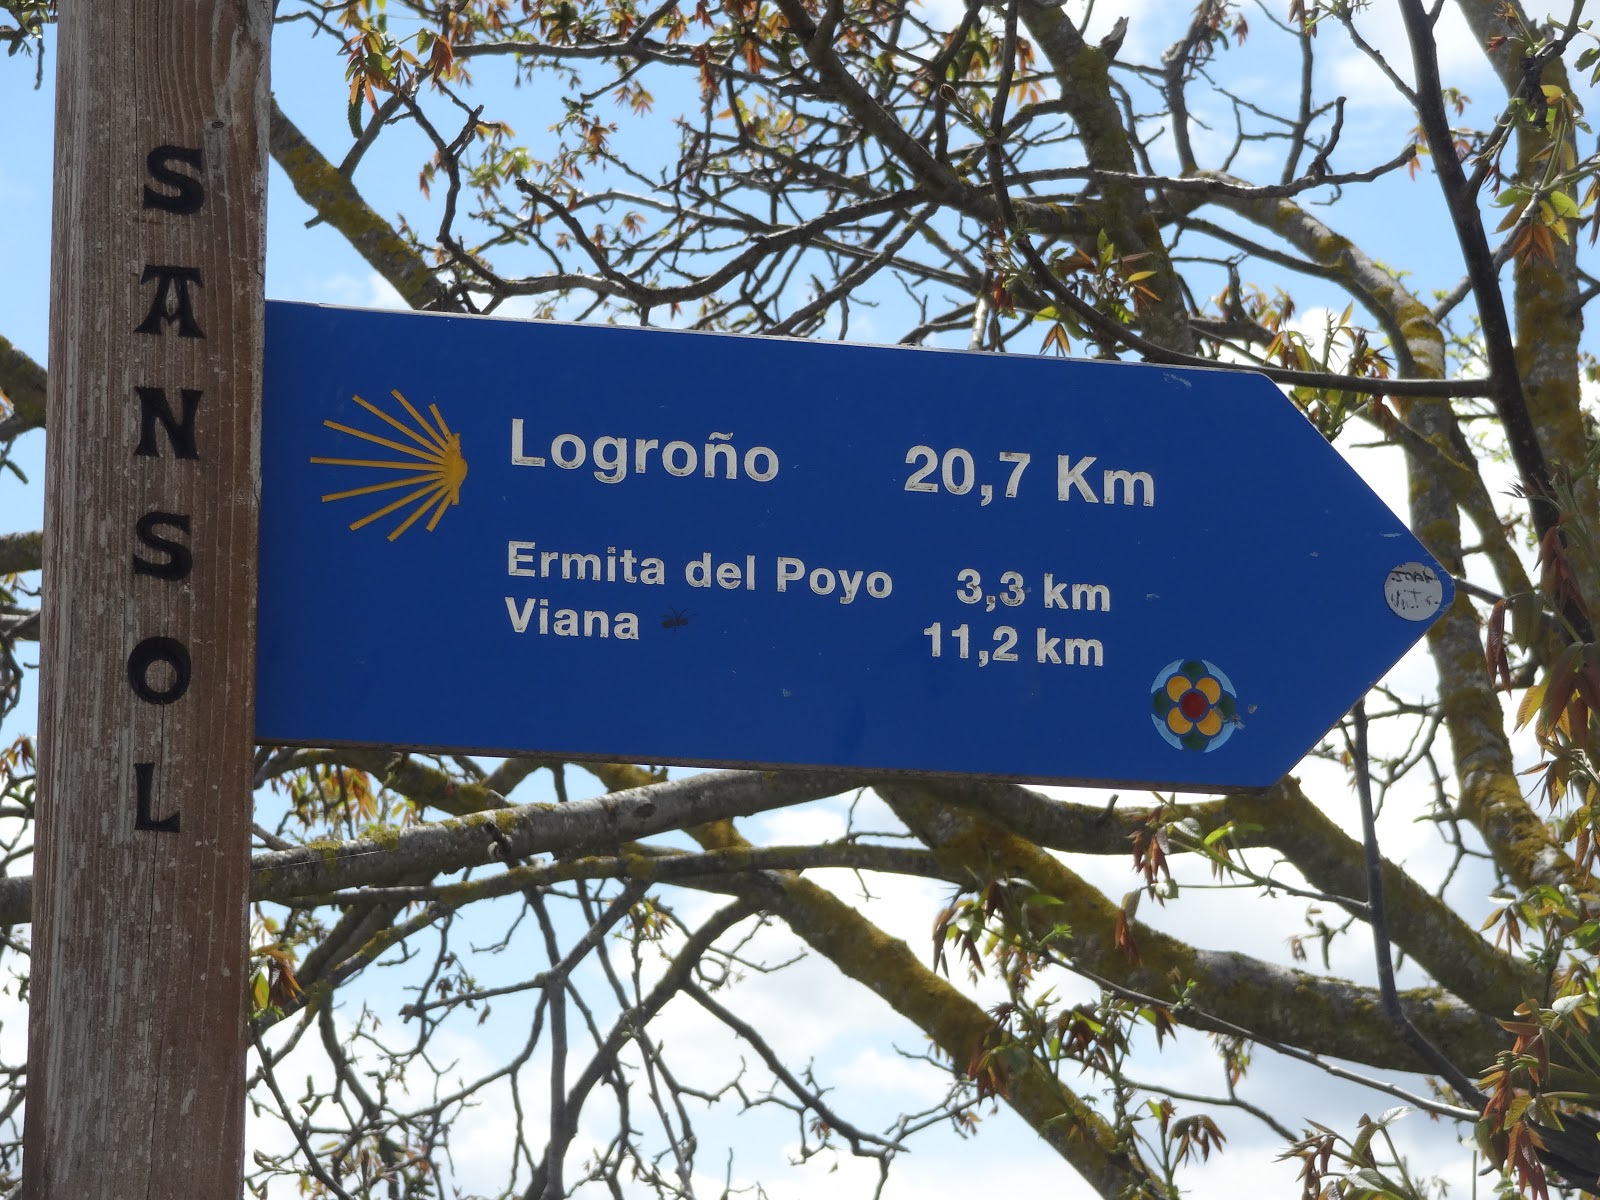 SANSOL
Logroño 20,7 Km
Ermita del Poyo 3,3 km
Viana 11,2 km